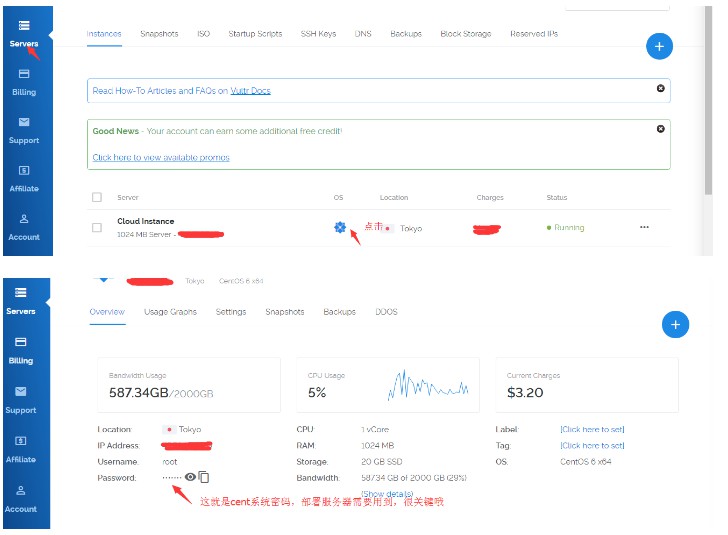 Servers
Billing
Support
Affiliate
Account
Instances Snapshots ISO Startup Scripts SSH Keys DNS Backups Block Storage Reserved IPs
Read How-To Articles and FAQs on Vultr Docs
Good News - Your account can earn some additional free credit!
Click here to view available promos
Server OS Location Charges Status
Cloud Instance
1024 MB Server - 点击 Tokyo Running
Servers
Billing
Support
Affiliate
Account
Tokyo CentOS 6 x64
Overview Usage Graphs Settings Snapshots Backups DDOS
Bandwidth Usage CPU Usage Current Charges
587.34GB/2000GB 5% $3.20
Location: Tokyo CPU: 1 vCore Label: [Click here to set]
IP Address: RAM: 1024 MB Tag: [Click here to set]
Username: root Storage: 20 GB SSD OS: CentOS 6 x64
Password: ······· Bandwidth: 587.34 GB of 2000 GB (29%)
(Show details)
这就是cent系统密码，部署服务器需要用到，很关键哦